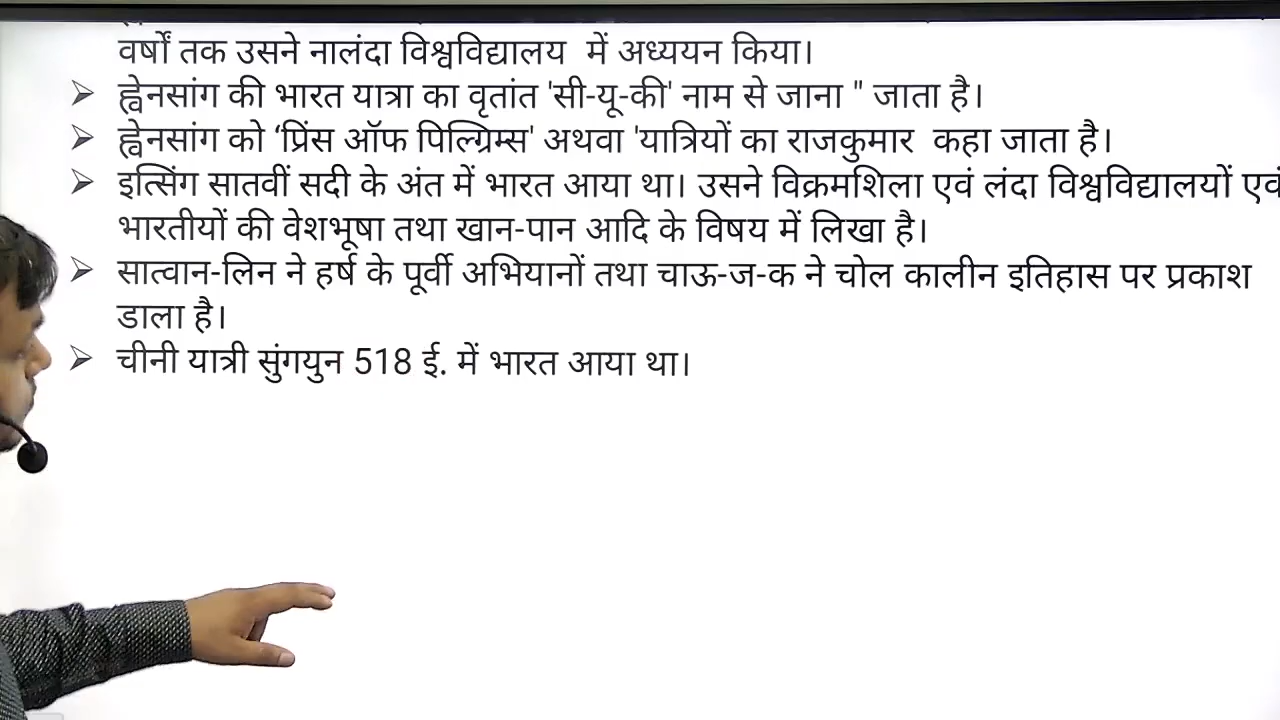 वर्षों तक उसने नालंदा विश्वविद्यालय में अध्ययन किया।
ह्वेनसांग की भारत यात्रा का वृतांत 'सी-यू-की' नाम से जाना " जाता है।
ह्वेनसांग को ‘प्रिंस ऑफ पिल्ग्रिम्स' अथवा 'यात्रियों का राजकुमार कहा जाता है।
इत्सिंग सातवीं सदी के अंत में भारत आया था। उसने विक्रमशिला एवं लंदा विश्वविद्यालयों एवं
भारतीयों की वेशभूषा तथा खान-पान आदि के विषय में लिखा है।
सात्वान-लिन ने हर्ष के पूर्वी अभियानों तथा चाऊ-ज-क ने चोल कालीन इतिहास पर प्रकाश
डाला है।
चीनी यात्री सुंगयुन 518 ई. में भारत आया था।